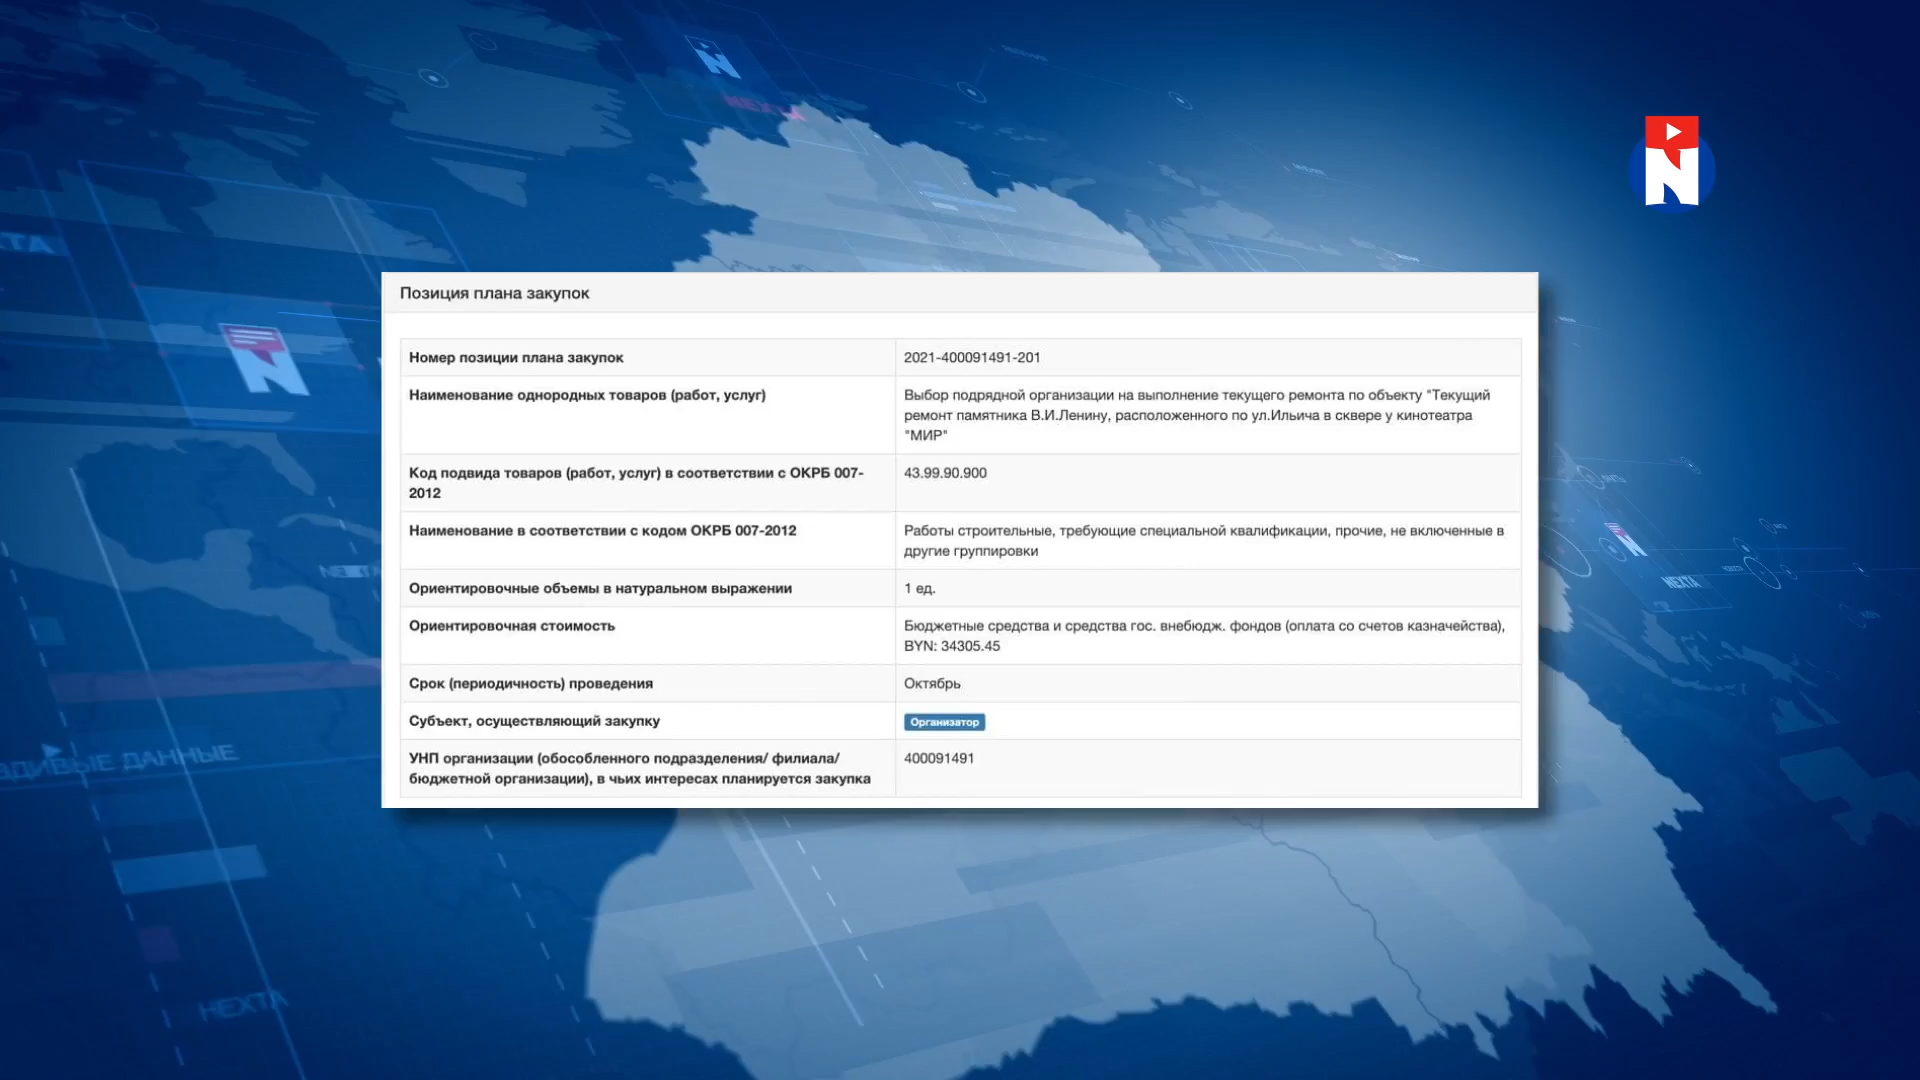 NEXTA
Позиция плана закупок
Номер позиции плана закупок
2021-400091491-201
Наименование однородных товаров (работ, услуг)
Выбор подрядной организации на выполнение текущего ремонта по объекту "Текущий
ремонт памятника В.И.Ленину, расположенного по ул.Ильича в сквере у кинотеатра
"МИР"
Код подвида товаров (работ, услуг) в соответствии с ОКРБ 007-
2012
43.99.90.900
Наименование в соответствии с кодом ОКРБ 007-2012
Работы строительные, требующие специальной квалификации, прочие, не включенные в
другие группировки
Ориентировочные объемы в натуральном выражении
1 ед.
Ориентировочная стоимость
Бюджетные средства и средства гос. внебюдж. фондов (оплата со счетов казначейства),
BYN: 34305.45
Срок (периодичность) проведения
Октябрь
Субъект, осуществляющий закупку
Организатор
УНП организации (обособленного подразделения/ филиала/
бюджетной организации), в чьих интересах планируется закупка
400091491
NEXTA
ДАННЫЕ
НЕХТА